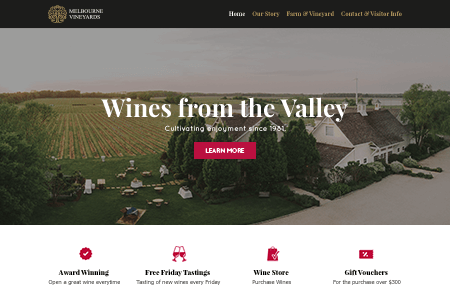 MELBOURNE
VINEYARDS
Home Our Story Farm & Vineyard Contact & Visitor Info
Wines from the Valley
Cultivating enjoyment since 1981.
LEARN MORE
Award Winning Free Friday Tastings Wine Store Gift Vouchers
Open a great wine everytime Tasting of new wines every Friday Purchase Wines For the purchase over $300